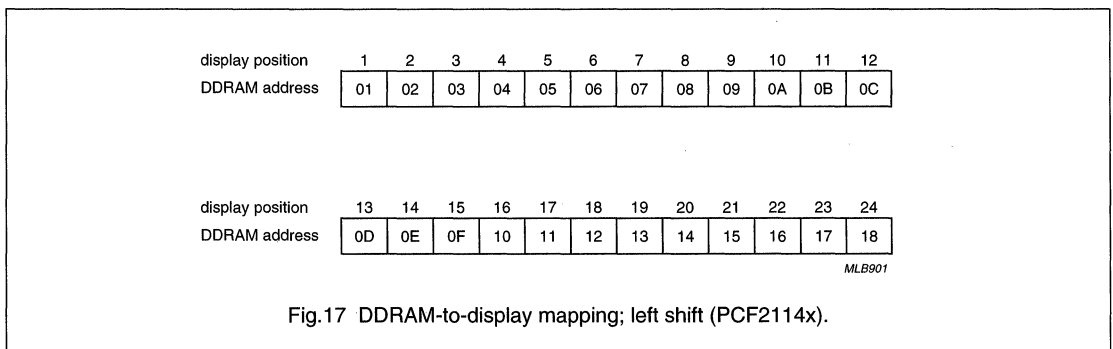 display position 1 2 3 4 5 6 7 8 9 10 11 12
DDRAM address 01 02 03 04 05 06 07 08 09 0A 0B 0C
display position 13 14 15 16 17 18 19 20 21 22 23 24
DDRAM address 0D 0E 0F 10 11 12 13 14 15 16 17 18
MLB901
Fig.17 DDRAM-to-display mapping; left shift (PCF2114x).